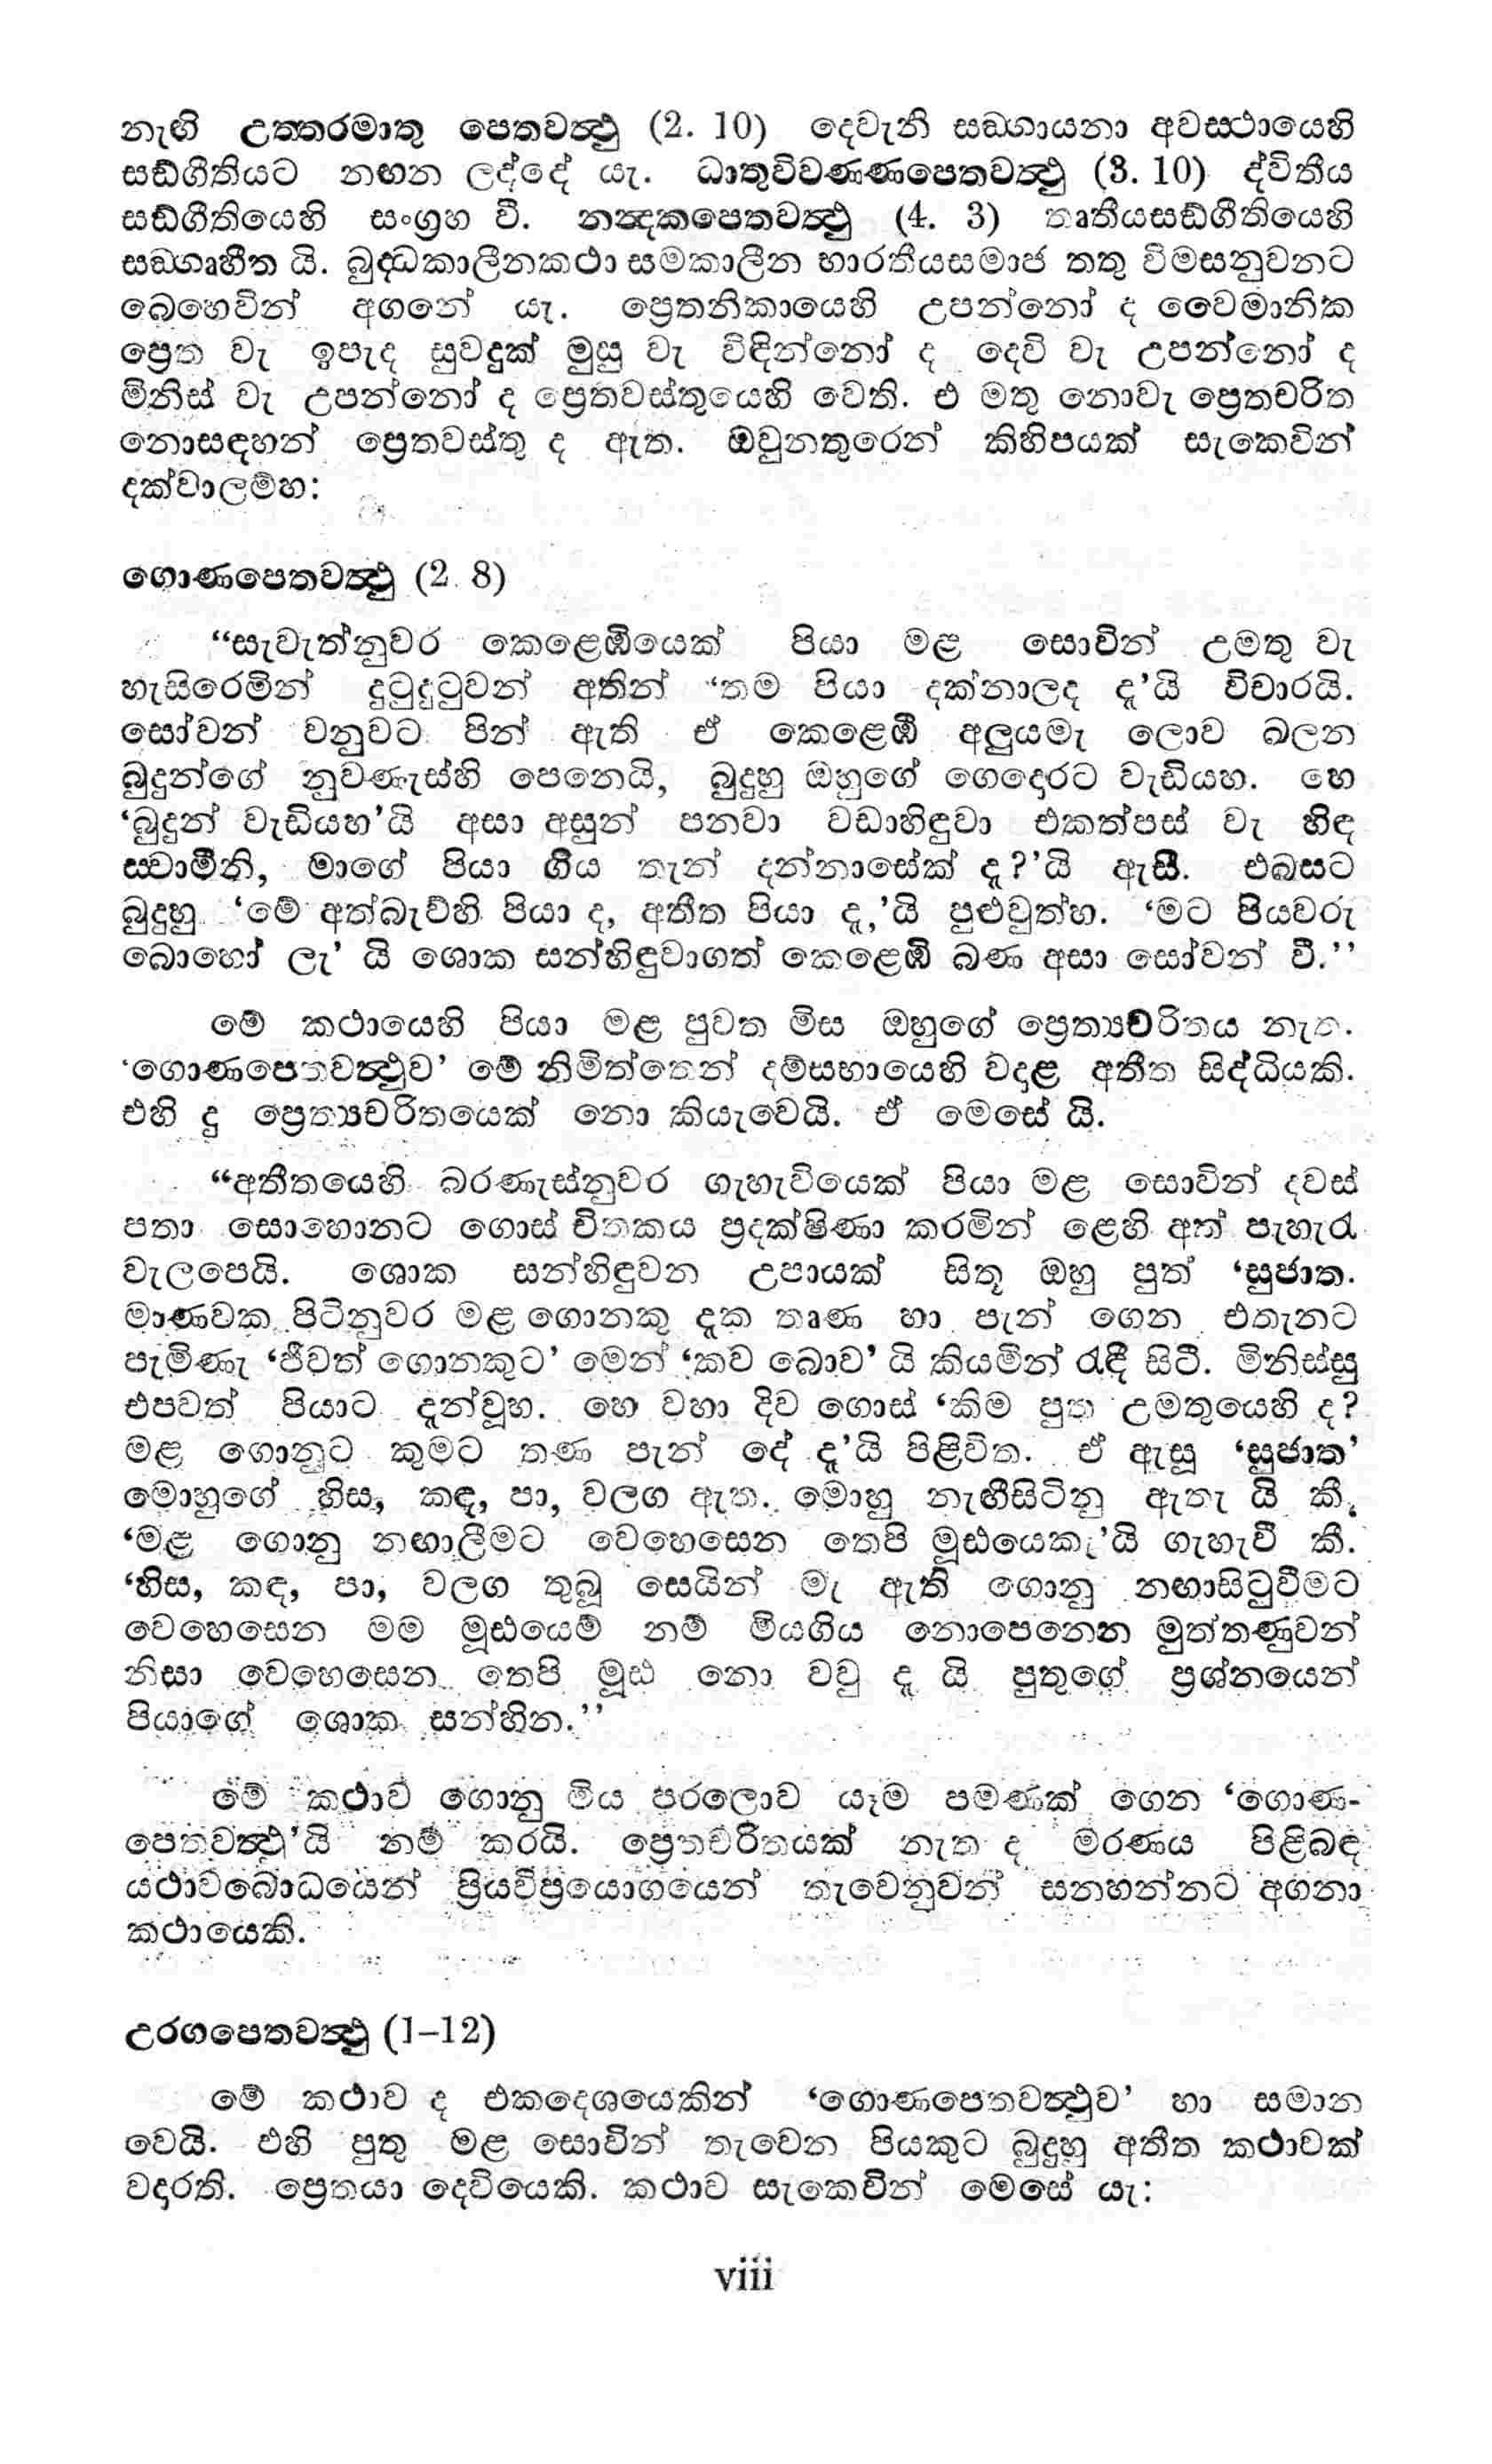 නැඟි උත්තරමාතු පෙතවත්ථු (2. 10) දෙවැනි සඞ්ගායනා අවස්ථායෙහි
සඞ්ගීතියට නඟන ලද්දේ යැ. ධාතුවිවණ්ණපෙතවත්ථු (3. 10) ද්විතීය
සඞ්ගීතියෙහි සංග්‍රහ වී. නන්දකපෙතවත්ථු (4. 3) තෘතීයසඞ්ගීතියෙහි
සඞ්ගෘහීත යි. බුද්ධකාලීනකථා සමකාලීන භාරතීයසමාජ තතු විමසනුවනට
බෙහෙවින් අගනේ යැ. ප්‍රෙතනිකායෙහි උපන්නෝ ද වෛමානික
ප්‍රෙත වැ ඉපැද සුවදුක් මුසු වැ විඳින්නෝ ද දෙවි වැ උපන්නෝ ද
මිනිස් වැ උපන්නෝ ද ප්‍රෙතවස්තුයෙහි වෙති. එ මතු නොවැ ප්‍රෙතචරිත
නොසඳහන් ප්‍රෙතවස්තු ද ඇත. ඔවුනතුරෙන් කිහිපයක් සැකෙවින්
දක්වාලම්හ:
ගොණපෙතවත්ථු (2. 8)
“සැවැත්නුවර කෙළෙඹියෙක් පියා මළ සොවින් උමතු වැ
හැසිරෙමින් දුටුදුටුවන් අතින් ‘තම පියා දක්නාලද දැ’යි විචාරයි.
සෝවන් වනුවට පින් ඇති ඒ කෙළෙඹි අලුයමැ ලොව බලන
බුදුන්ගේ නුවණැස්හි පෙනෙයි, බුදුහු ඔහුගේ ගෙදොරට වැඩියහ. හෙ
‘බුදුන් වැඩියහ’යි අසා අසුන් පනවා වඩාහිඳුවා එකත්පස් වැ හිඳ
ස්වාමීනි, මාගේ පියා ගිය තැන් දන්නාසේක් දැ?’යි ඇසී. එබසට
බුදුහු ‘මේ අත්බැව්හි පියා ද, අතීත පියා දැ,’යි පුළුවුත්හ. ‘මට පියවරු
බොහෝ ලැ’ යි ශොක සන්හිඳුවාගත් කෙළෙඹි බණ අසා සෝවන් වී.’’
මේ කථායෙහි පියා මළ පුවත මිස ඔහුගේ ප්‍රෙත්‍යචරිතය නැත.
‘ගොණපෙතවත්ථුව’ මේ නිමිත්තෙන් දම්සභායෙහි වදාළ අතීත සිද්ධියකි.
එහි දු ප්‍රෙත්‍යචරිතයෙක් නො කියැවෙයි. ඒ මෙසේ යි.
“අතීතයෙහි බරණැස්නුවර ගැහැවියෙක් පියා මළ සොවින් දවස්
පතා සොහොනට ගොස් චිතකය ප්‍රදක්ෂිණා කරමින් ළෙහි අත් පැහැරැ
වැලපෙයි. ශොක සන්හිඳුවන උපායක් සිතූ ඔහු පුත් ‘සුජාත.
මාණවක පිටිනුවර මළ ගොනකු දැක තෘණ හා පැන් ගෙන එතැනට
පැමිණැ ‘ජීවත් ගොනකුට’ මෙන් ‘කව බොව’ යි කියමින් රැඳී සිටී. මිනිස්සු
එපවත් පියාට දැන්වූහ. හෙ වහා දිව ගොස් ‘කිම පුත උමතුයෙහි ද?
මළ ගොනුට කුමට තණ පැන් දේ දැ’යි පිළිවිත. ඒ ඇසූ ‘සුජාත’
මොහුගේ හිස, කඳ, පා, වලග ඇත. මොහු නැඟීසිටිනු ඇතැ යි කී.
‘මළ ගොනු නඟාලීමට වෙහෙසෙන තෙපි මූඪයෙකැ’යි ගැහැවි කී.
‘හිස, කඳ, පා, වලග තුබූ සෙයින් මැ ඇති ගොනු නඟාසිටුවීමට
වෙහෙසෙන මම මූඪයෙම් නම් මියගිය නොපෙනෙන මුත්තණුවන්
නිසා වෙහෙසෙන තෙපි මූඪ නො වවු දැ යි පුතුගේ ප්‍රශ්නයෙන්
පියාගේ ශොක සන්හින.’’
මේ කථාව ගොනු මිය පරලොව යෑම පමණක් ගෙන ‘ගොණ-
පෙතවත්ථු’යි නම් කරයි. ප්‍රෙතචරිතයක් නැත ද මරණය පිළිබඳ
යථාවබෝධයෙන් ප්‍රියවිප්‍රයොගයෙන් තැවෙනුවන් සනහන්නට අගනා
කථායෙකි.
උරගපෙතවත්ථු (1–12)
මේ කථාව ද එකදෙශයෙකින් ‘ගොණපෙතවත්ථුව’ හා සමාන
වෙයි. එහි පුතු මළ සොවින් තැවෙන පියකුට බුදුහු අතීත කථාවක්
වදාරති. ප්‍රෙතයා දෙවියෙකි. කථාව සැකෙවින් මෙසේ යැ:
viii